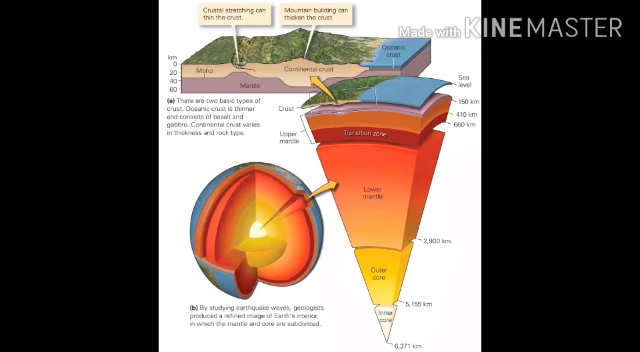 Crustal stretching can
thin the crust.
Mountain building can
thicken the crust.
Made with KINEMASTER
Oceanic
crust
km
0
20
40
60
Moho
Continental crust
Mantle
Sea
level
(a) There are two basic types of
crust. Oceanic crust is thinner
and consists of basalt and
gabbro. Continental crust varies
in thickness and rock type.
Crust
150 km
410 km
660 km
Upper
mantle
Transition zone
Lower
mantle
2,900 km
Outer
core
5,155 km
Inner
core
6,371 km
(b) By studying earthquake waves, geologists
produced a refined image of Earth's interior,
in which the mantle and core are subdivided.